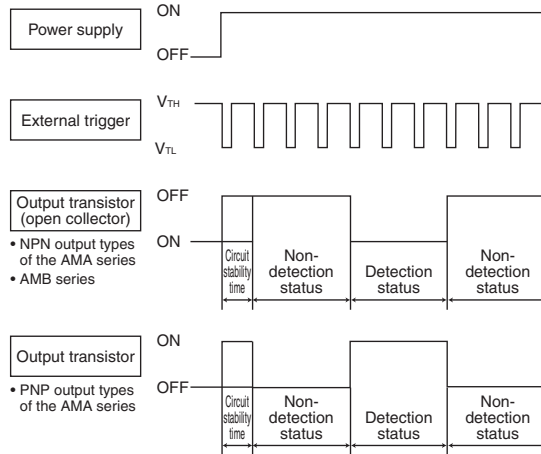 ON
Power supply
OFF
VTH
External trigger
VTL
OFF
Output transistor
(open collector)
ON
• NPN output types
of the AMA series
• AMB series
Circuit
stability
time
Non-
detection
status
Detection
status
Non-
detection
status
ON
Output transistor
OFF
• PNP output types
of the AMA series
Circuit
stability
time
Non-
detection
status
Detection
status
Non-
detection
status